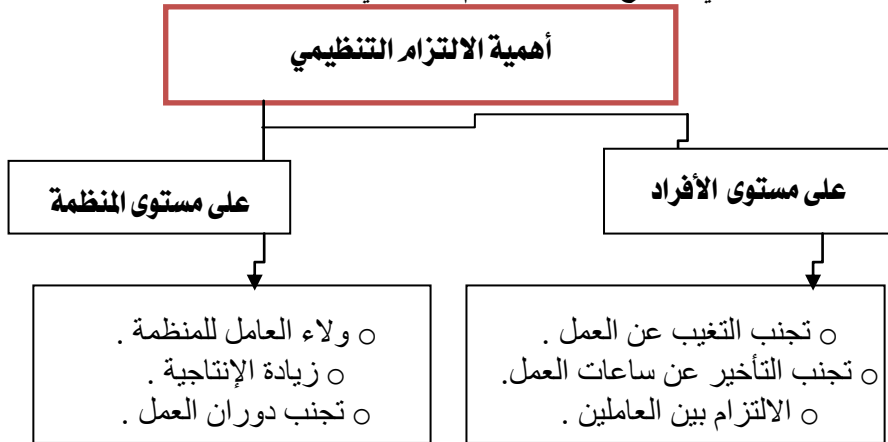 أهمية الالتزام التنظيمي
على مستوى الأفراد
على مستوى المنظمة
o تجنب التغيب عن العمل .
o تجنب التأخير عن ساعات العمل.
o الالتزام بين العاملين .
o ولاء العامل للمنظمة .
o زيادة الإنتاجية .
o تجنب دوران العمل .